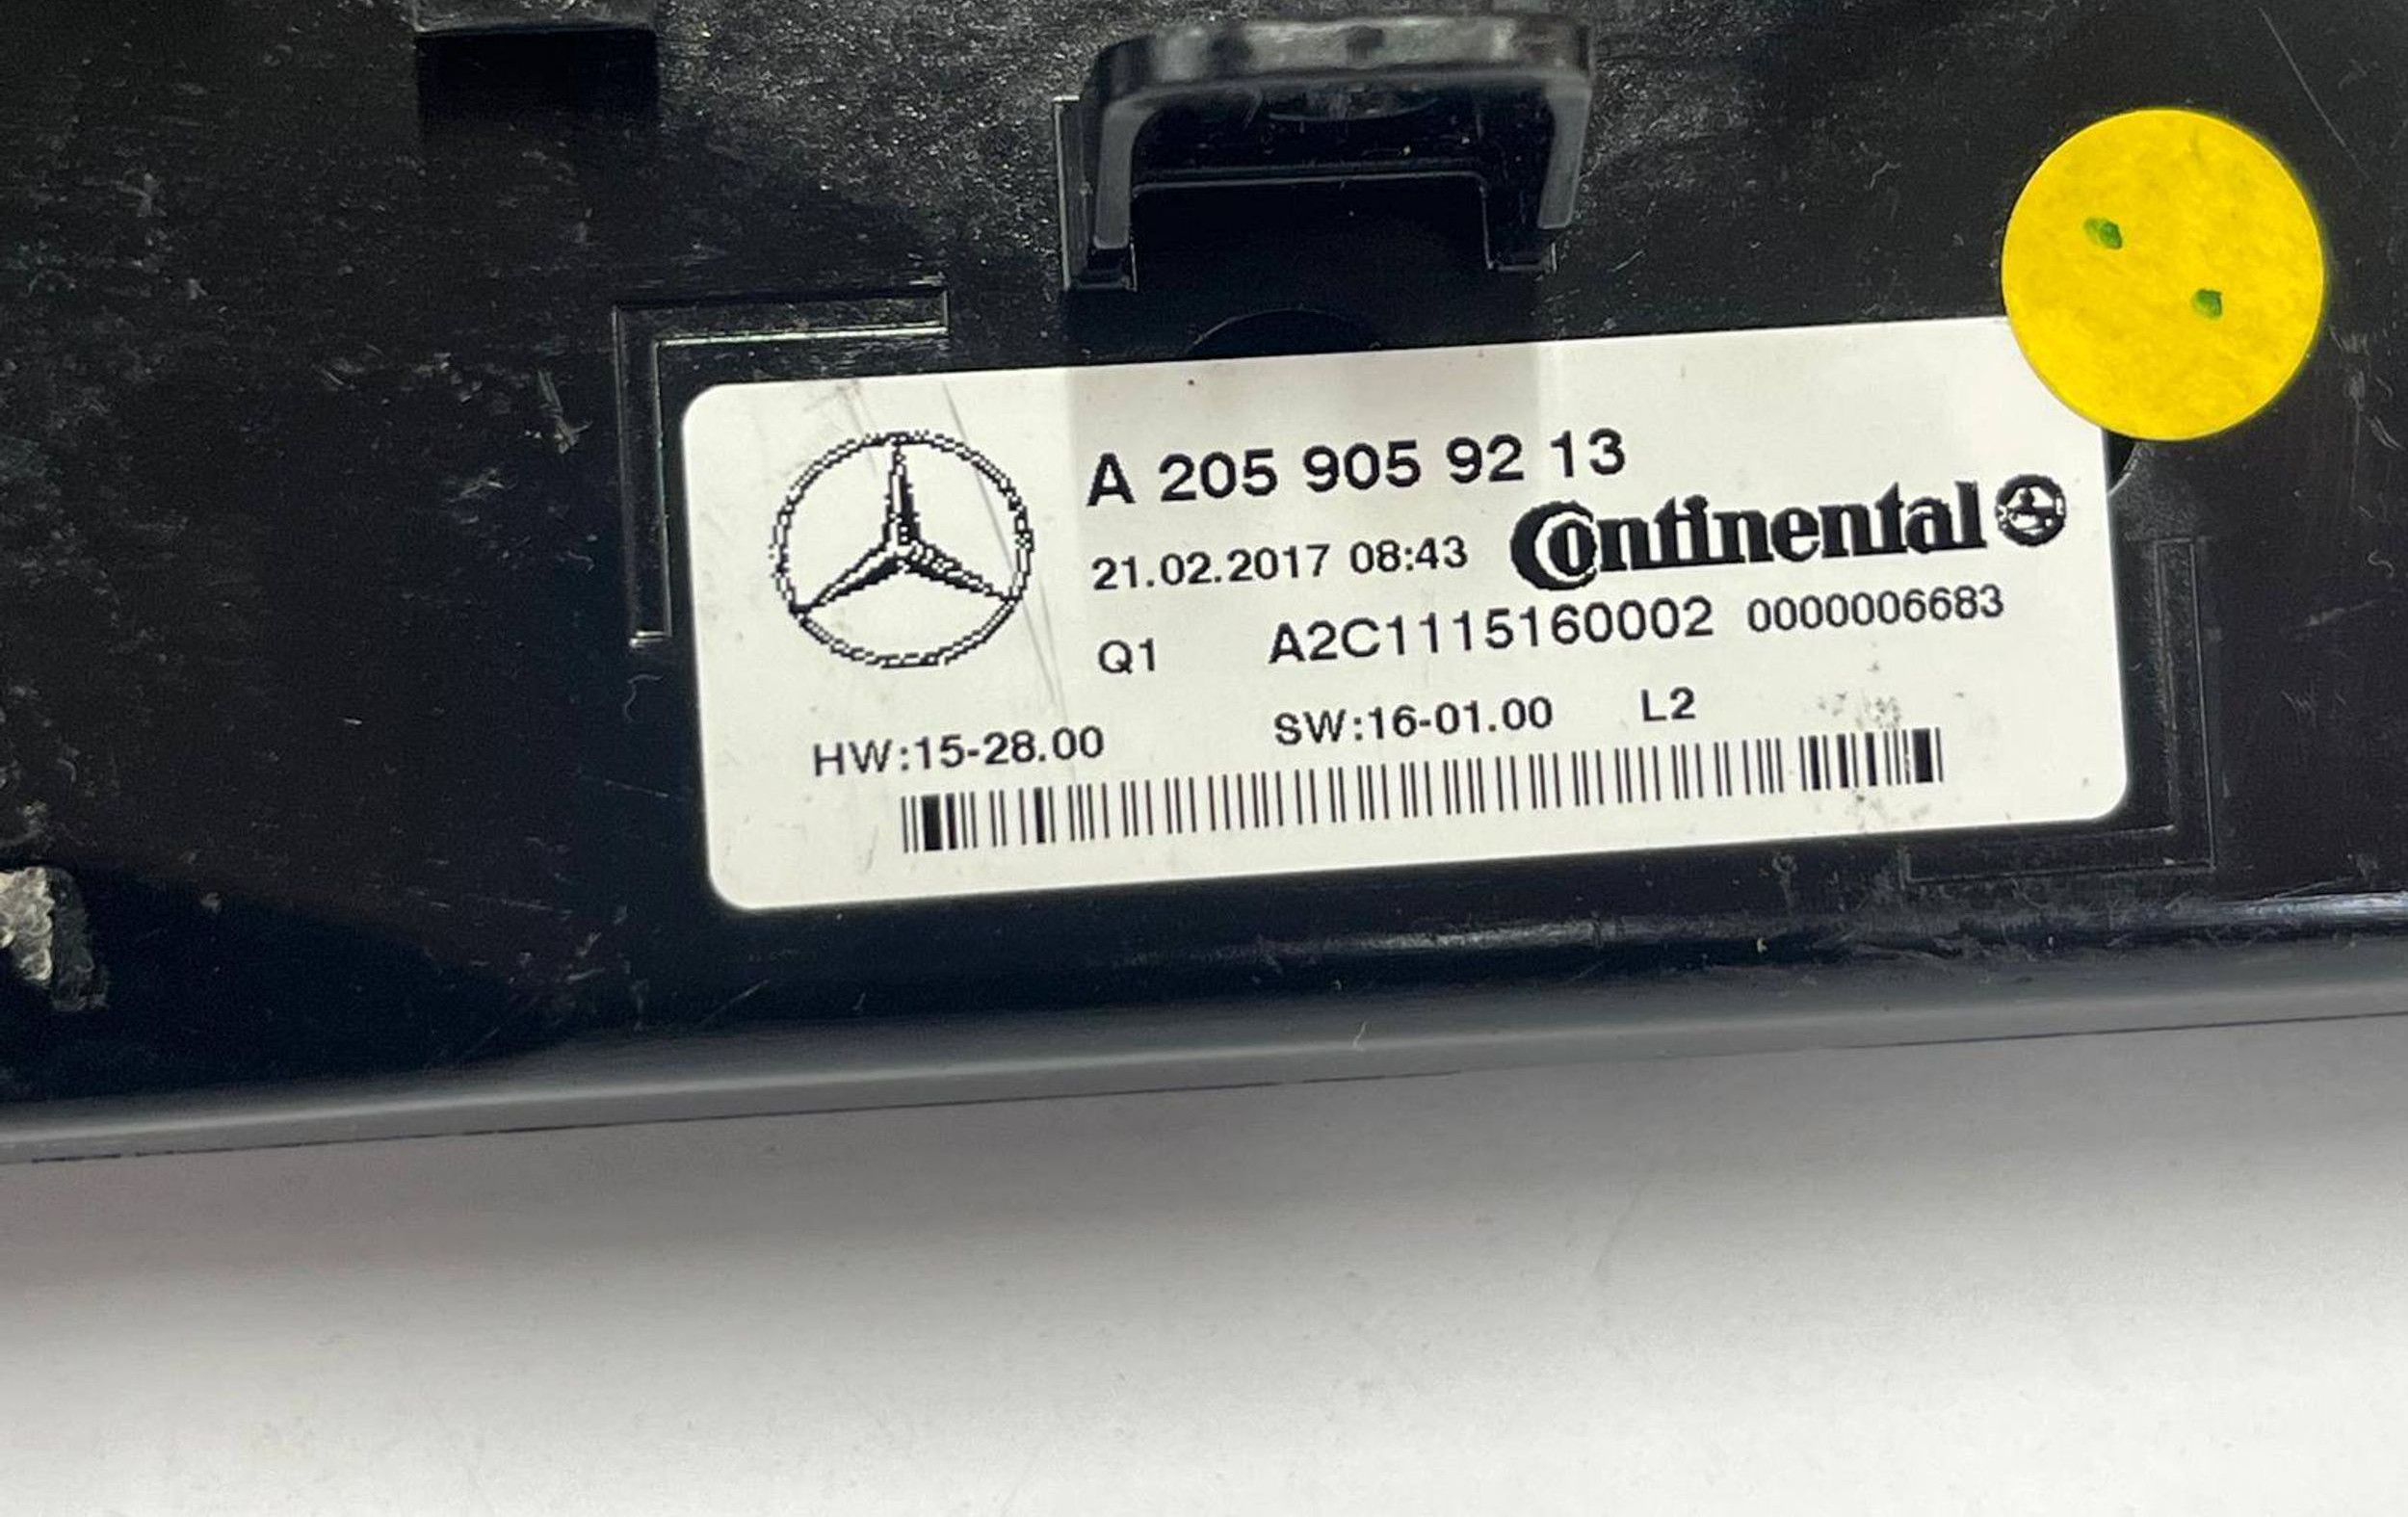 A 205 905 92 13
21.02.2017 08:43 Continental
Q1 A2C1115160002 0000006683
HW:15-28.00 SW:16-01.00 L2